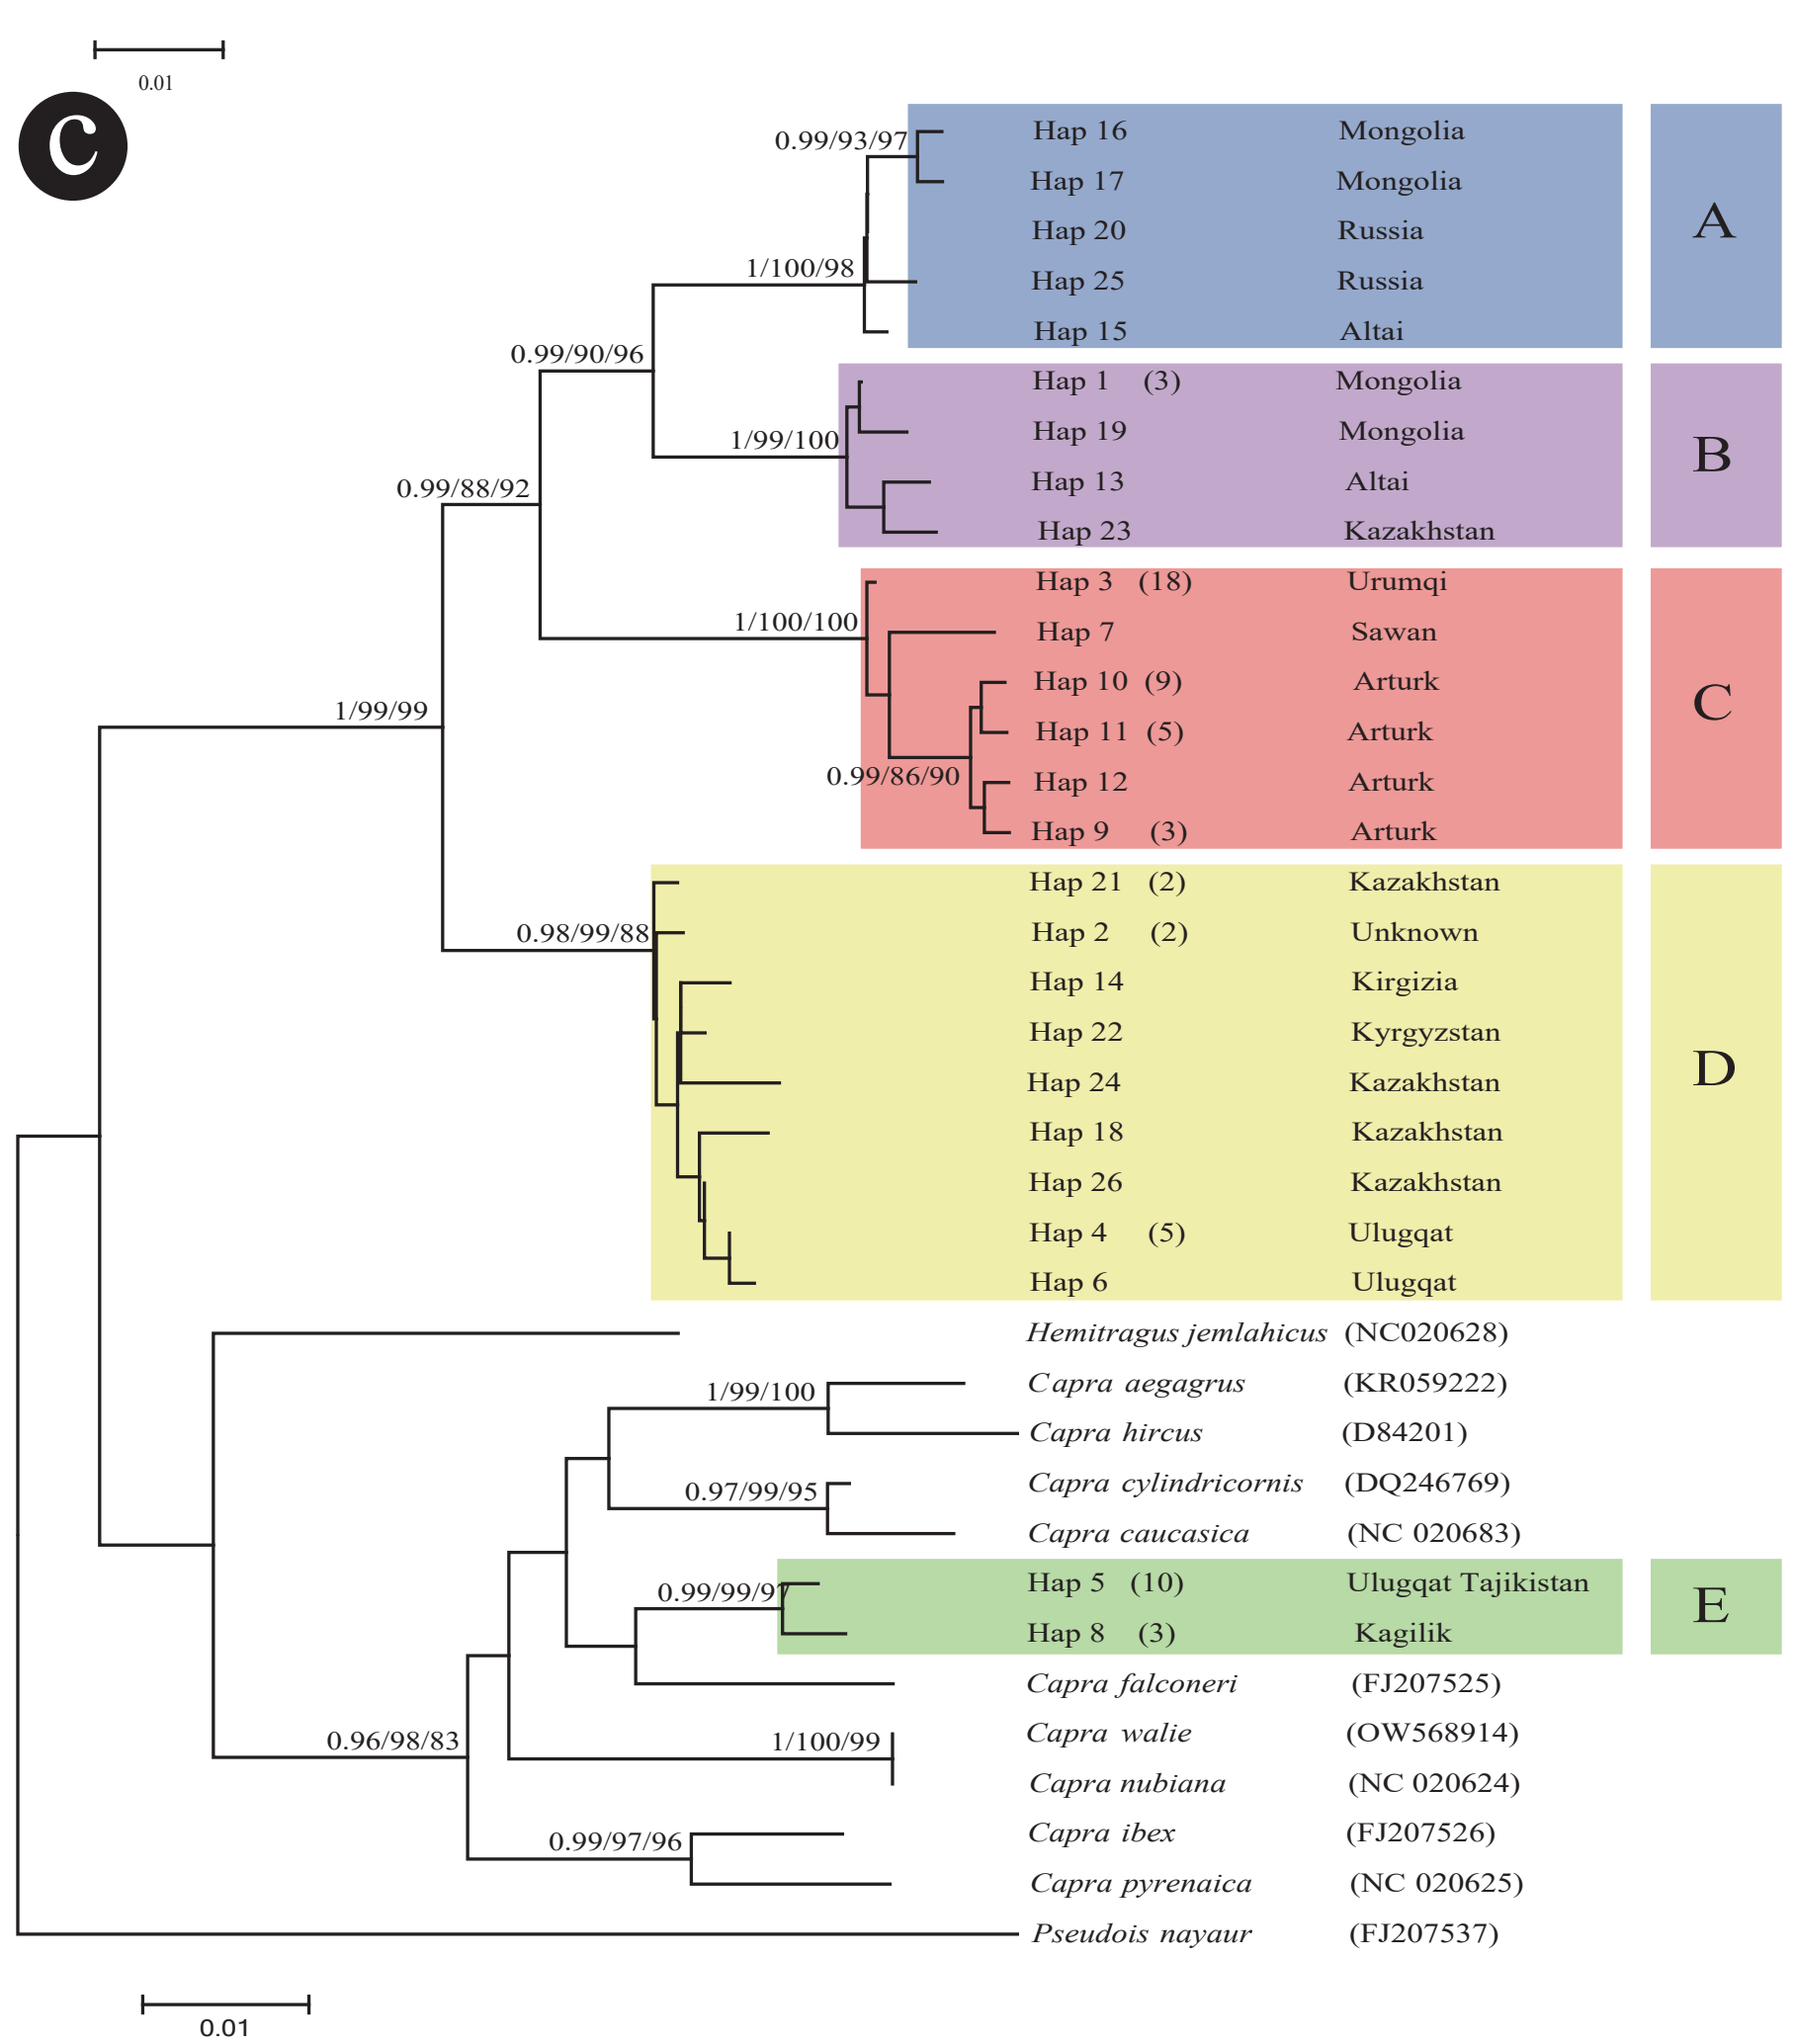 0.01
C
0.99/93/97
Hap 16 Mongolia
Hap 17 Mongolia
A
Hap 20 Russia
1/100/98
Hap 25 Russia
Hap 15 Altai
0.99/90/96
Hap 1 (3) Mongolia
1/99/100
Hap 19 Mongolia
B
0.99/88/92
Hap 13 Altai
Hap 23 Kazakhstan
Hap 3 (18) Urumqi
1/100/100
Hap 7 Sawan
Hap 10 (9) Arturk
C
1/99/99
Hap 11 (5) Arturk
0.99/86/90
Hap 12 Arturk
Hap 9 (3) Arturk
Hap 21 (2) Kazakhstan
0.98/99/88
Hap 2 (2) Unknown
Hap 14 Kirgizia
Hap 22 Kyrgyzstan
D
Hap 24 Kazakhstan
Hap 18 Kazakhstan
Hap 26 Kazakhstan
Hap 4 (5) Ulugqat
Hap 6 Ulugqat
Hemitragus jemlahicus (NC020628)
1/99/100
Capra aegagrus (KR059222)
Capra hircus (D84201)
0.97/99/95
Capra cylindricornis (DQ246769)
Capra caucasica (NC 020683)
0.99/99/97
Hap 5 (10) Ulugqat Tajikistan
E
Hap 8 (3) Kagilik
Capra falconeri (FJ207525)
0.96/98/83
1/100/99
Capra walie (OW568914)
Capra nubiana (NC 020624)
0.99/97/96
Capra ibex (FJ207526)
Capra pyrenaica (NC 020625)
Pseudois nayaur (FJ207537)
0.01